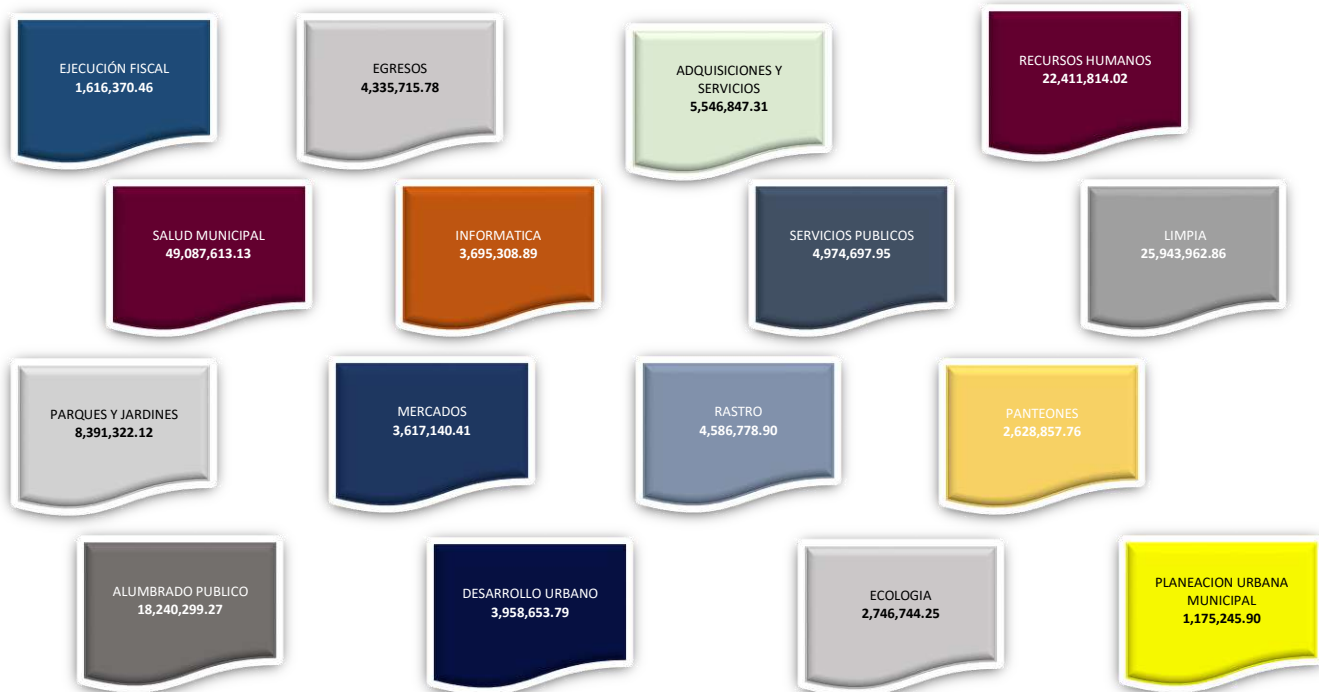 EJECUCIÓN FISCAL
1,616,370.46
EGRESOS
4,335,715.78
ADQUISICIONES Y
SERVICIOS
5,546,847.31
RECURSOS HUMANOS
22,411,814.02
SALUD MUNICIPAL
49,087,613.13
INFORMATICA
3,695,308.89
SERVICIOS PUBLICOS
4,974,697.95
LIMPIA
25,943,962.86
PARQUES Y JARDINES
8,391,322.12
MERCADOS
3,617,140.41
RASTRO
4,586,778.90
PANTEONES
2,628,857.76
ALUMBRADO PUBLICO
18,240,299.27
DESARROLLO URBANO
3,958,653.79
ECOLOGIA
2,746,744.25
PLANEACION URBANA
MUNICIPAL
1,175,245.90